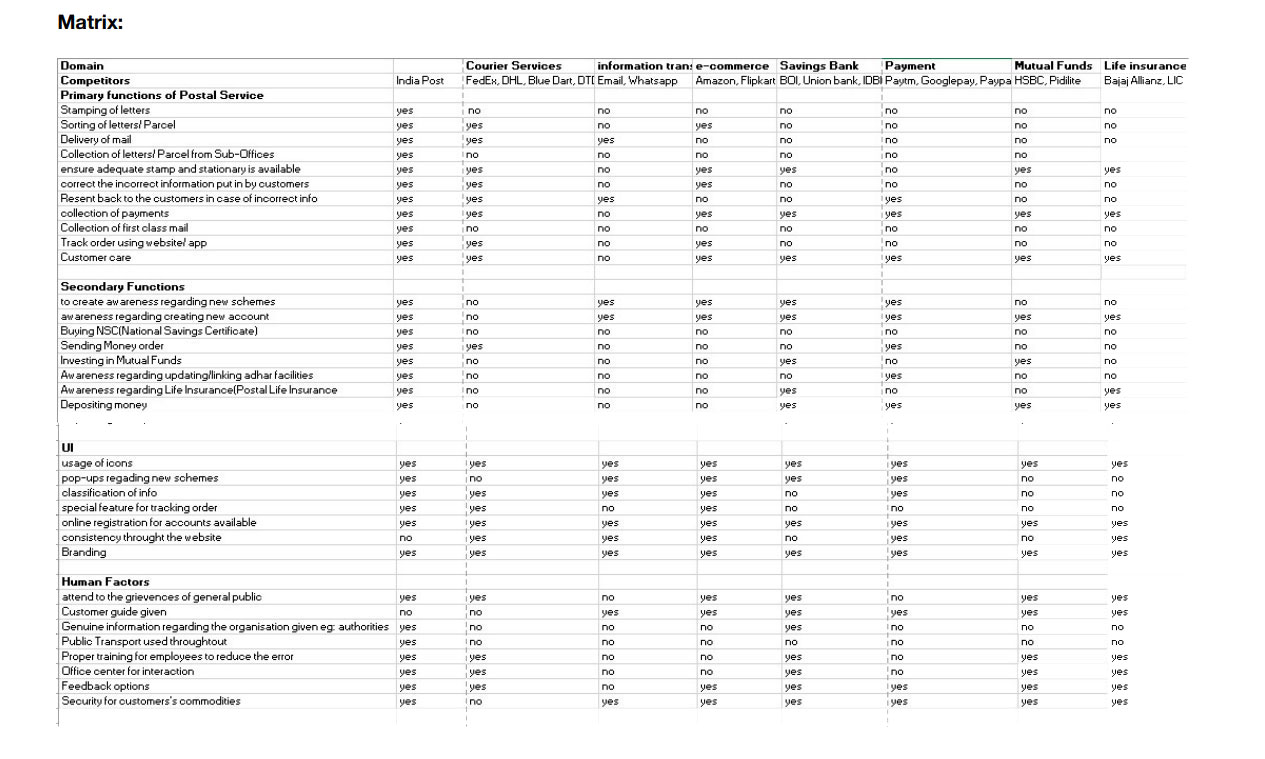 Matrix:
Domain Courier Services information trans e-commerce Savings Bank Payment Mutual Funds Life insurance
Competitors India Post FedEx, DHL, Blue Dart, DTD Email, Whatsapp Amazon, Flipkart BOI, Union bank, IDBI Paytm, Googlepay, Paypa HSBC, Pidilite Bajaj Allianz, LIC
Primary functions of Postal Service
Stamping of letters yes no no no no no no no
Sorting of letters/ Parcel yes yes no yes no no no no
Delivery of mail yes yes yes no no no no no
Collection of letters/ Parcel from Sub-Offices yes no no no no no no
ensure adequate stamp and stationary is available yes yes no yes yes no yes yes
correct the incorrect information put in by customers yes yes no yes no no no no
Resent back to the customers in case of incorrect info yes yes yes no no yes no no
collection of payments yes yes no yes yes yes yes yes
Collection of first class mail yes no no no no no no no
Track order using website/ app yes yes no yes no no no no
Customer care yes yes no yes yes yes yes yes
Secondary Functions
to create awareness regarding new schemes yes no yes yes yes yes no no
awareness regarding creating new account yes no yes yes yes yes yes yes
Buying NSC(National Savings Certificate) yes no no no no no no no
Sending Money order yes yes no no no yes no no
Investing in Mutual Funds yes no no no yes no yes no
Awareness regarding updating/linking adhar facilities yes no no no no yes no no
Awareness regarding Life Insurance(Postal Life Insurance yes no no no yes no no yes
Depositing money yes no no no yes yes yes yes
UI
usage of icons yes yes yes yes yes yes yes yes
pop-ups regading new schemes yes no yes yes yes yes no no
classification of info yes yes yes yes no yes no no
special feature for tracking order yes yes no yes no no no no
online registration for accounts available yes yes yes yes yes yes yes yes
consistency throught the website no yes yes yes no yes no yes
Branding yes yes yes yes yes yes yes yes
Human Factors
attend to the grievences of general public yes yes no yes yes no yes yes
Customer guide given no no yes yes yes yes yes yes
Genuine information regarding the organisation given eg: authorities yes no no no yes no no no
Public Transport used throughtout yes no no no no no no no
Proper training for employees to reduce the error yes yes no no yes no yes yes
Office center for interaction yes yes no no yes no yes yes
Feedback options yes yes no yes yes yes yes yes
Security for customers's commodities yes no yes yes yes yes yes yes